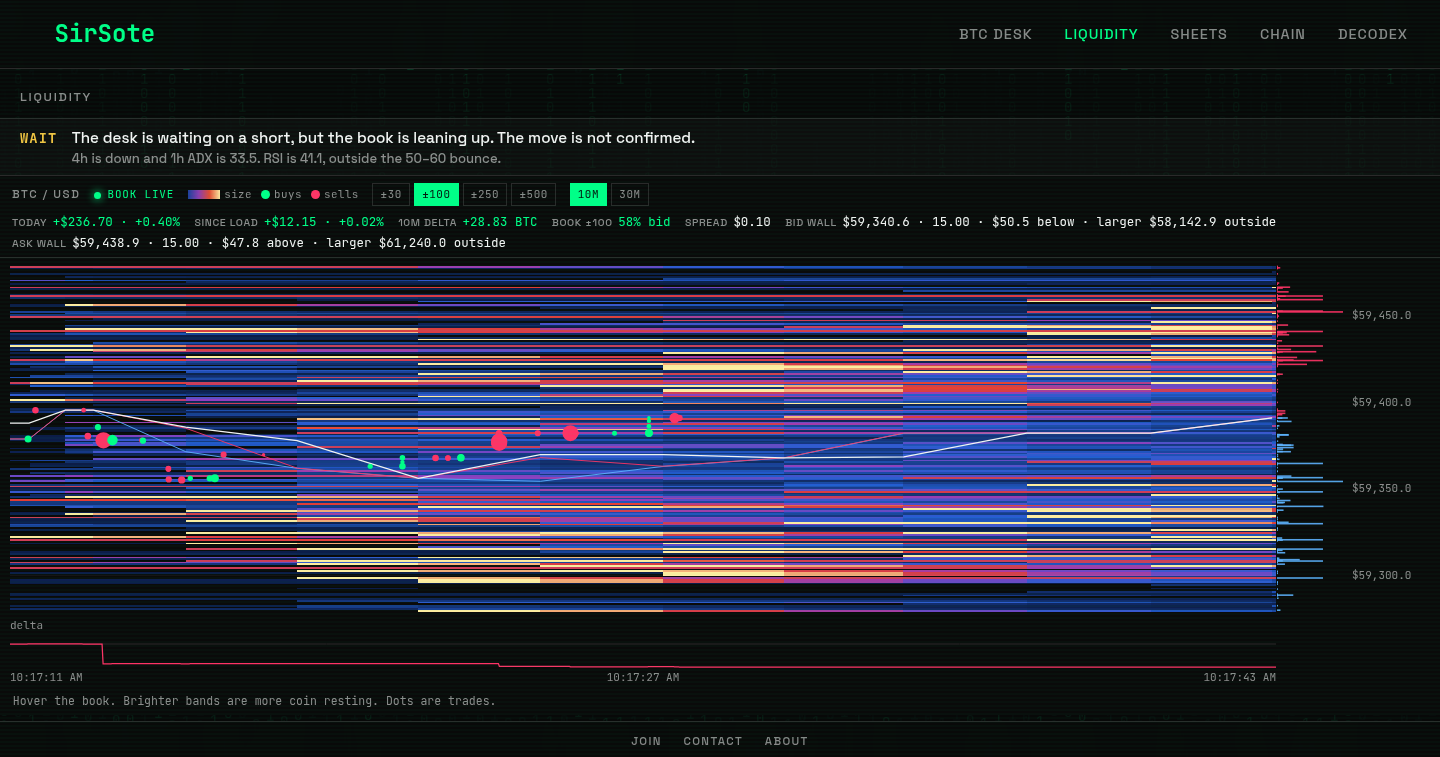 SirSote
BTC DESK LIQUIDITY SHEETS CHAIN DECODEX
LIQUIDITY
WAIT The desk is waiting on a short, but the book is leaning up. The move is not confirmed.
4h is down and 1h ADX is 33.5. RSI is 41.1, outside the 50–60 bounce.
BTC / USD BOOK LIVE size buys sells ±30 ±100 ±250 ±500 10M 30M
TODAY +$236.70 · +0.40% SINCE LOAD +$12.15 · +0.02% 10M DELTA +28.83 BTC BOOK ±100 58% bid SPREAD $0.10 BID WALL $59,340.6 · 15.00 · $50.5 below · larger $58,142.9 outside
ASK WALL $59,438.9 · 15.00 · $47.8 above · larger $61,240.0 outside
$59,450.0
$59,400.0
$59,350.0
$59,300.0
delta
10:17:11 AM 10:17:27 AM 10:17:43 AM
Hover the book. Brighter bands are more coin resting. Dots are trades.
JOIN CONTACT ABOUT